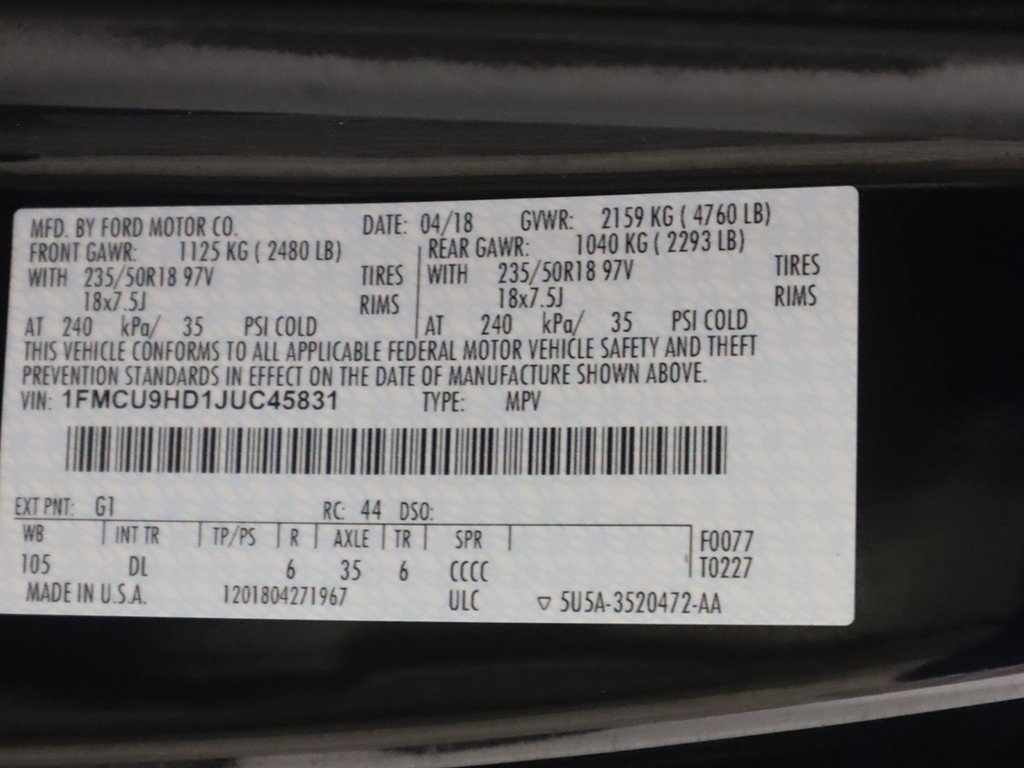 MFD. BY FORD MOTOR CO. DATE: 04/18 GVWR: 2159 KG ( 4760 LB)
FRONT GAWR: 1125 KG ( 2480 LB) REAR GAWR: 1040 KG ( 2293 LB)
WITH 235/50R18 97V TIRES WITH 235/50R18 97V TIRES
18x7.5J RIMS 18x7.5J RIMS
AT 240 kPa/ 35 PSI COLD AT 240 kPa/ 35 PSI COLD
THIS VEHICLE CONFORMS TO ALL APPLICABLE FEDERAL MOTOR VEHICLE SAFETY AND THEFT
PREVENTION STANDARDS IN EFFECT ON THE DATE OF MANUFACTURE SHOWN ABOVE.
VIN: 1FMCU9HD1JUC45831 TYPE: MPV
EXT PNT: G1 RC: 44 DSO:
WB INT TR TP/PS R AXLE TR SPR F0077
105 DL 6 35 6 CCCC T0227
MADE IN U.S.A. 1201804271967 ULC ▽ 5U5A-3520472-AA